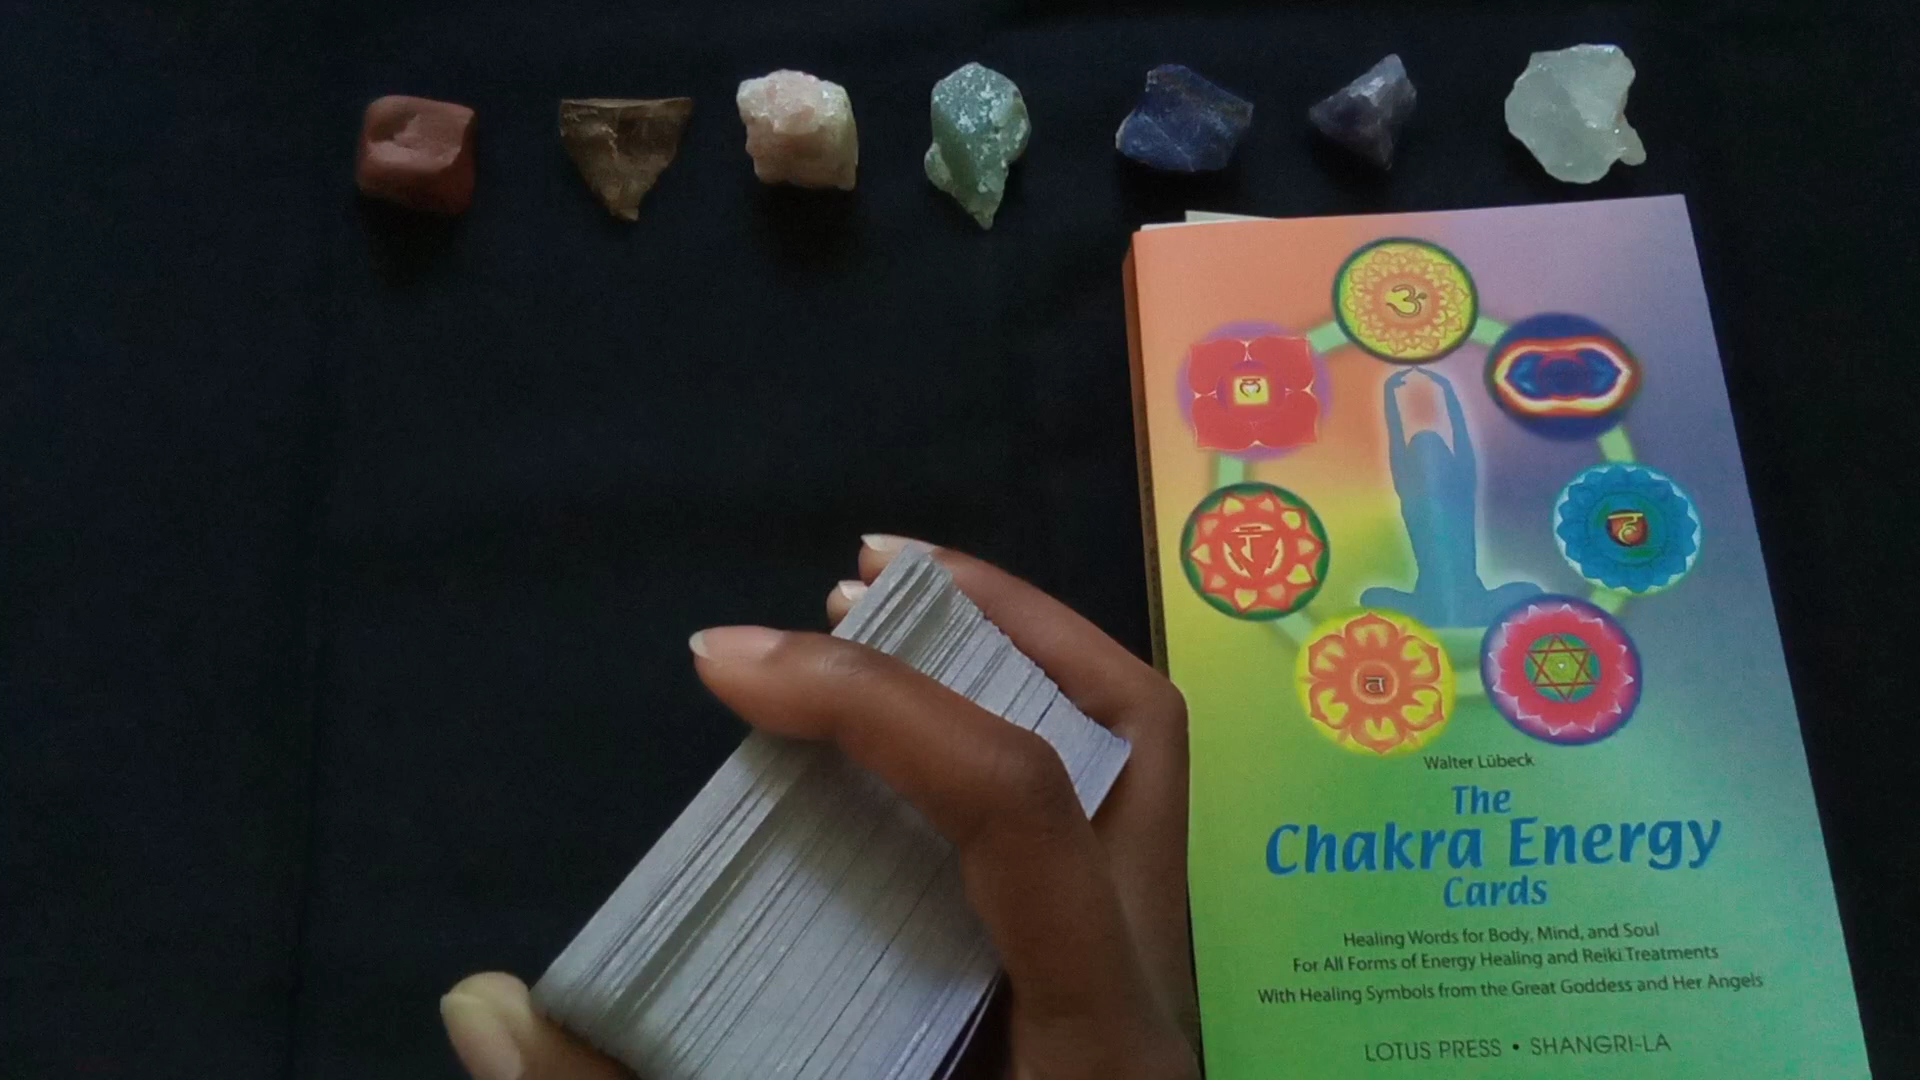 ॐ
Walter Lübeck
The
Chakra Energy
Cards
Healing Words for Body, Mind, and Soul
For All Forms of Energy Healing and Reiki Treatments
With Healing Symbols from the Great Goddess and Her Angels
LOTUS PRESS • SHANGRI-LA